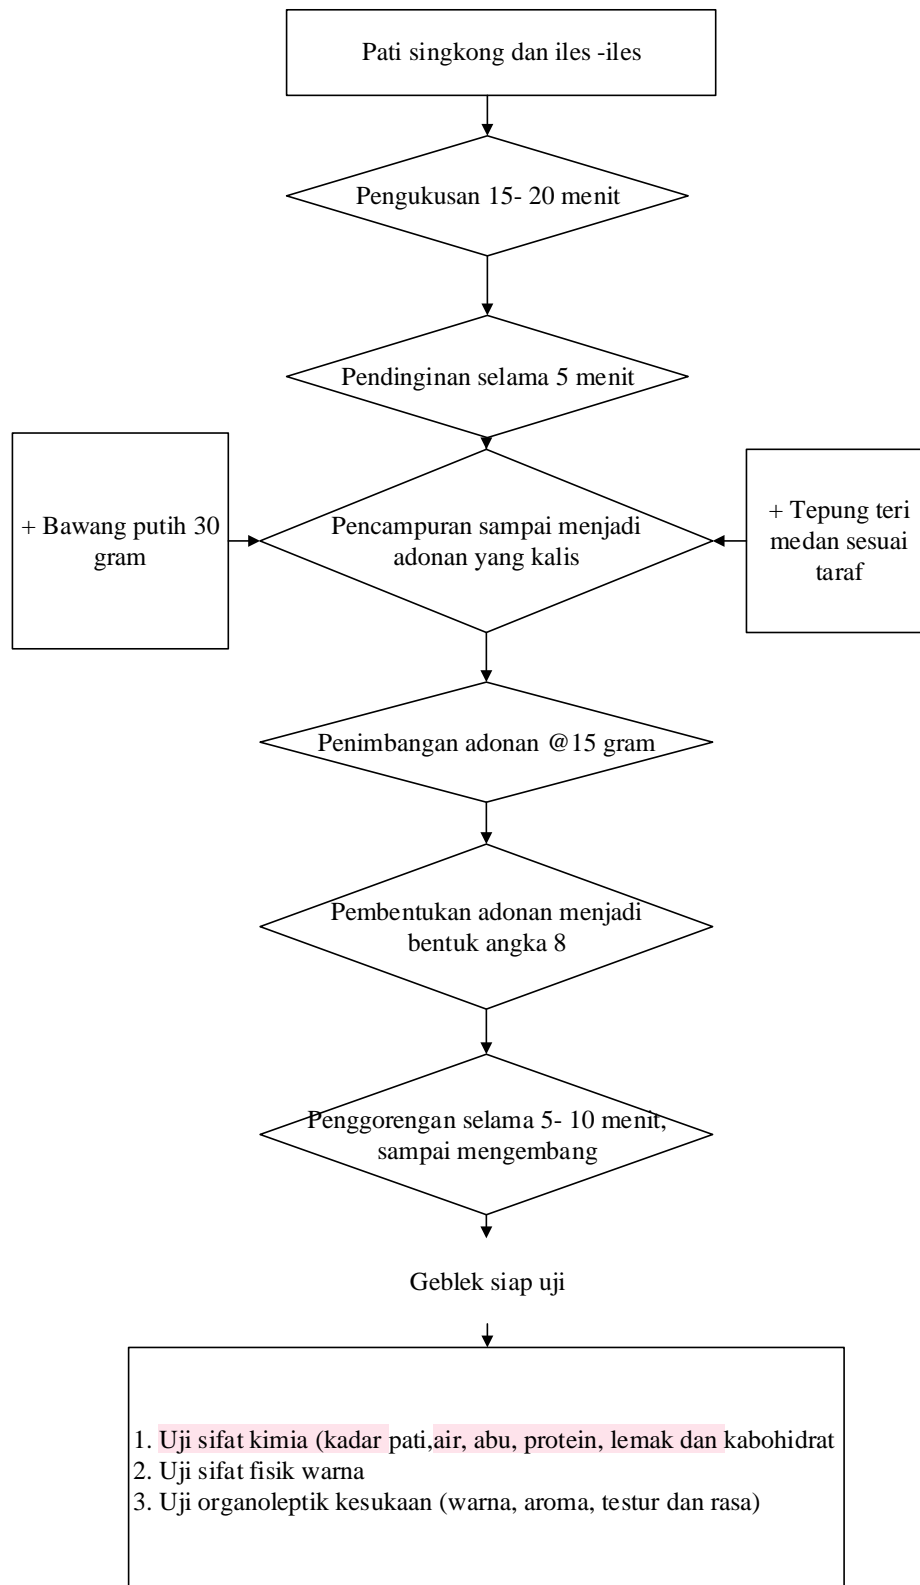 Pati singkong dan iles -iles
Pengukusan 15- 20 menit
Pendinginan selama 5 menit
+ Bawang putih 30
gram
Pencampuran sampai menjadi
adonan yang kalis
+ Tepung teri
medan sesuai
taraf
Penimbangan adonan @15 gram
Pembentukan adonan menjadi
bentuk angka 8
Penggorengan selama 5- 10 menit,
sampai mengembang
Geblek siap uji
1. Uji sifat kimia (kadar pati,air, abu, protein, lemak dan kabohidrat
2. Uji sifat fisik warna
3. Uji organoleptik kesukaan (warna, aroma, testur dan rasa)